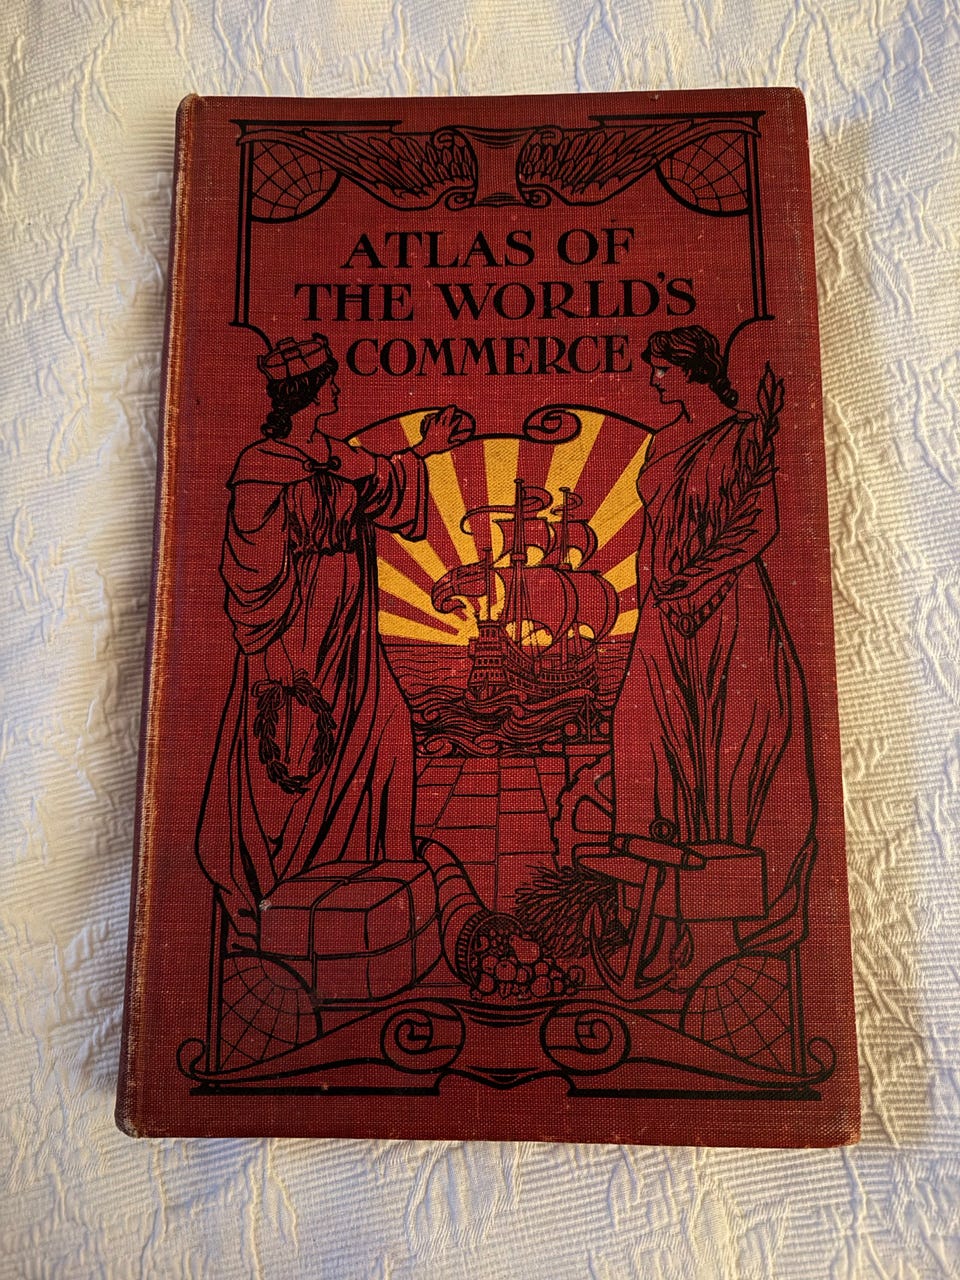 ATLAS OF
THE WORLD'S
COMMERCE